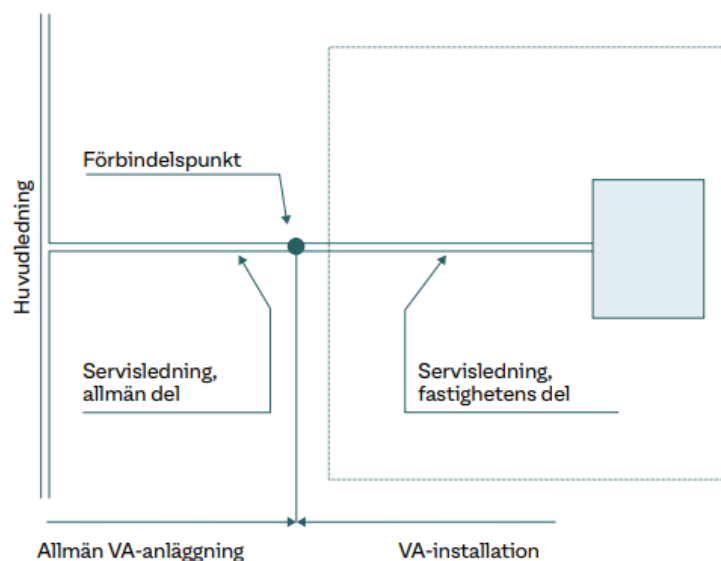 Förbindelspunkt
Huvudledning
Servisledning,
allmän del
Servisledning,
fastighetens del
Allmän VA-anläggning
VA-installation